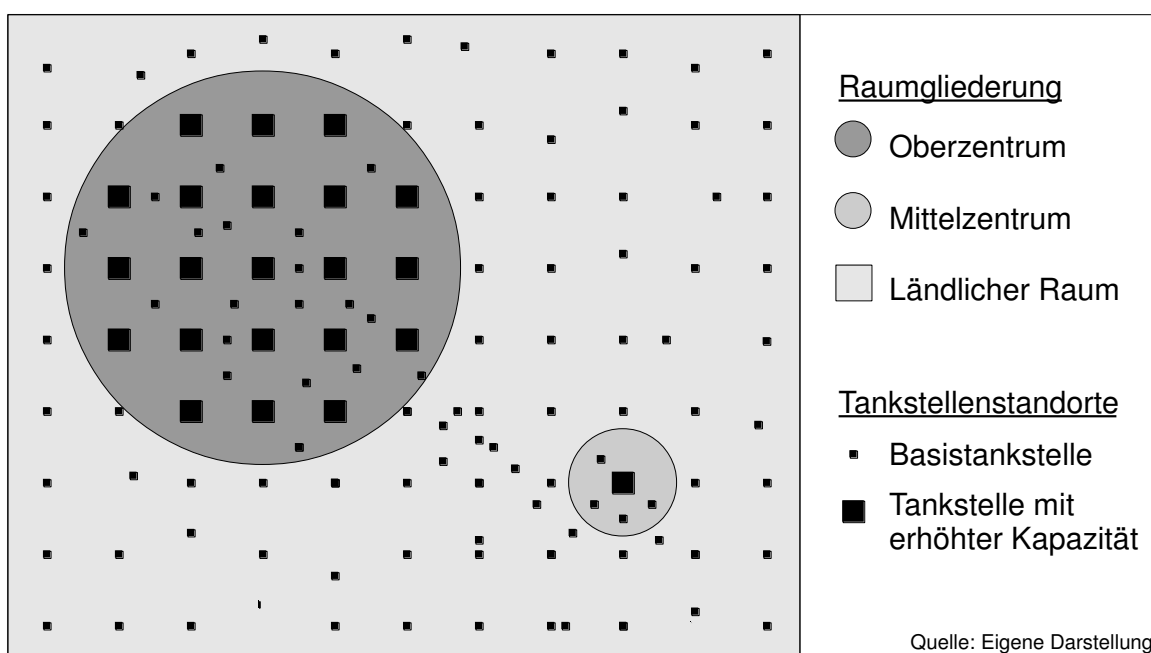 Raumgliederung
Oberzentrum
Mittelzentrum
Ländlicher Raum
Tankstellenstandorte
Basistankstelle
Tankstelle mit
erhöhter Kapazität
Quelle: Eigene Darstellung